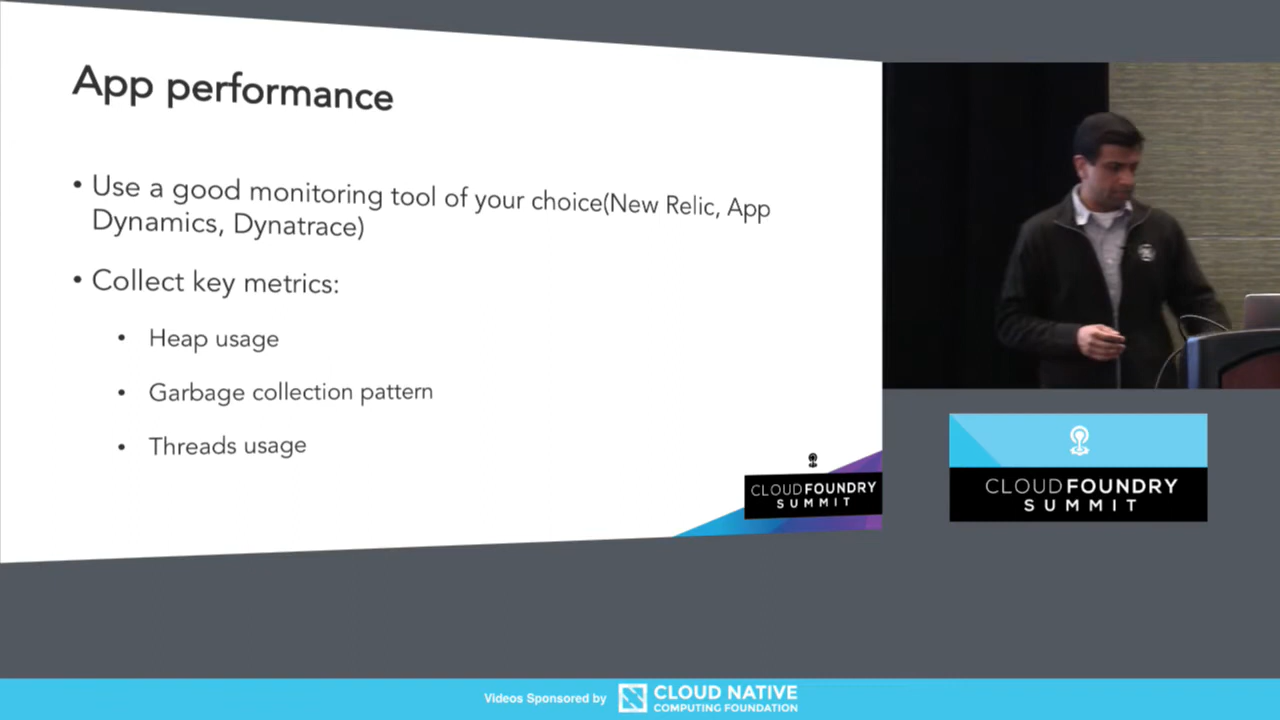 App performance
• Use a good monitoring tool of your choice(New Relic, App
Dynamics, Dynatrace)
• Collect key metrics:
• Heap usage
• Garbage collection pattern
• Threads usage
CLOUDFOUNDRY
SUMMIT
CLOUDFOUNDRY
SUMMIT
Videos Sponsored by
CLOUD NATIVE
COMPUTING FOUNDATION